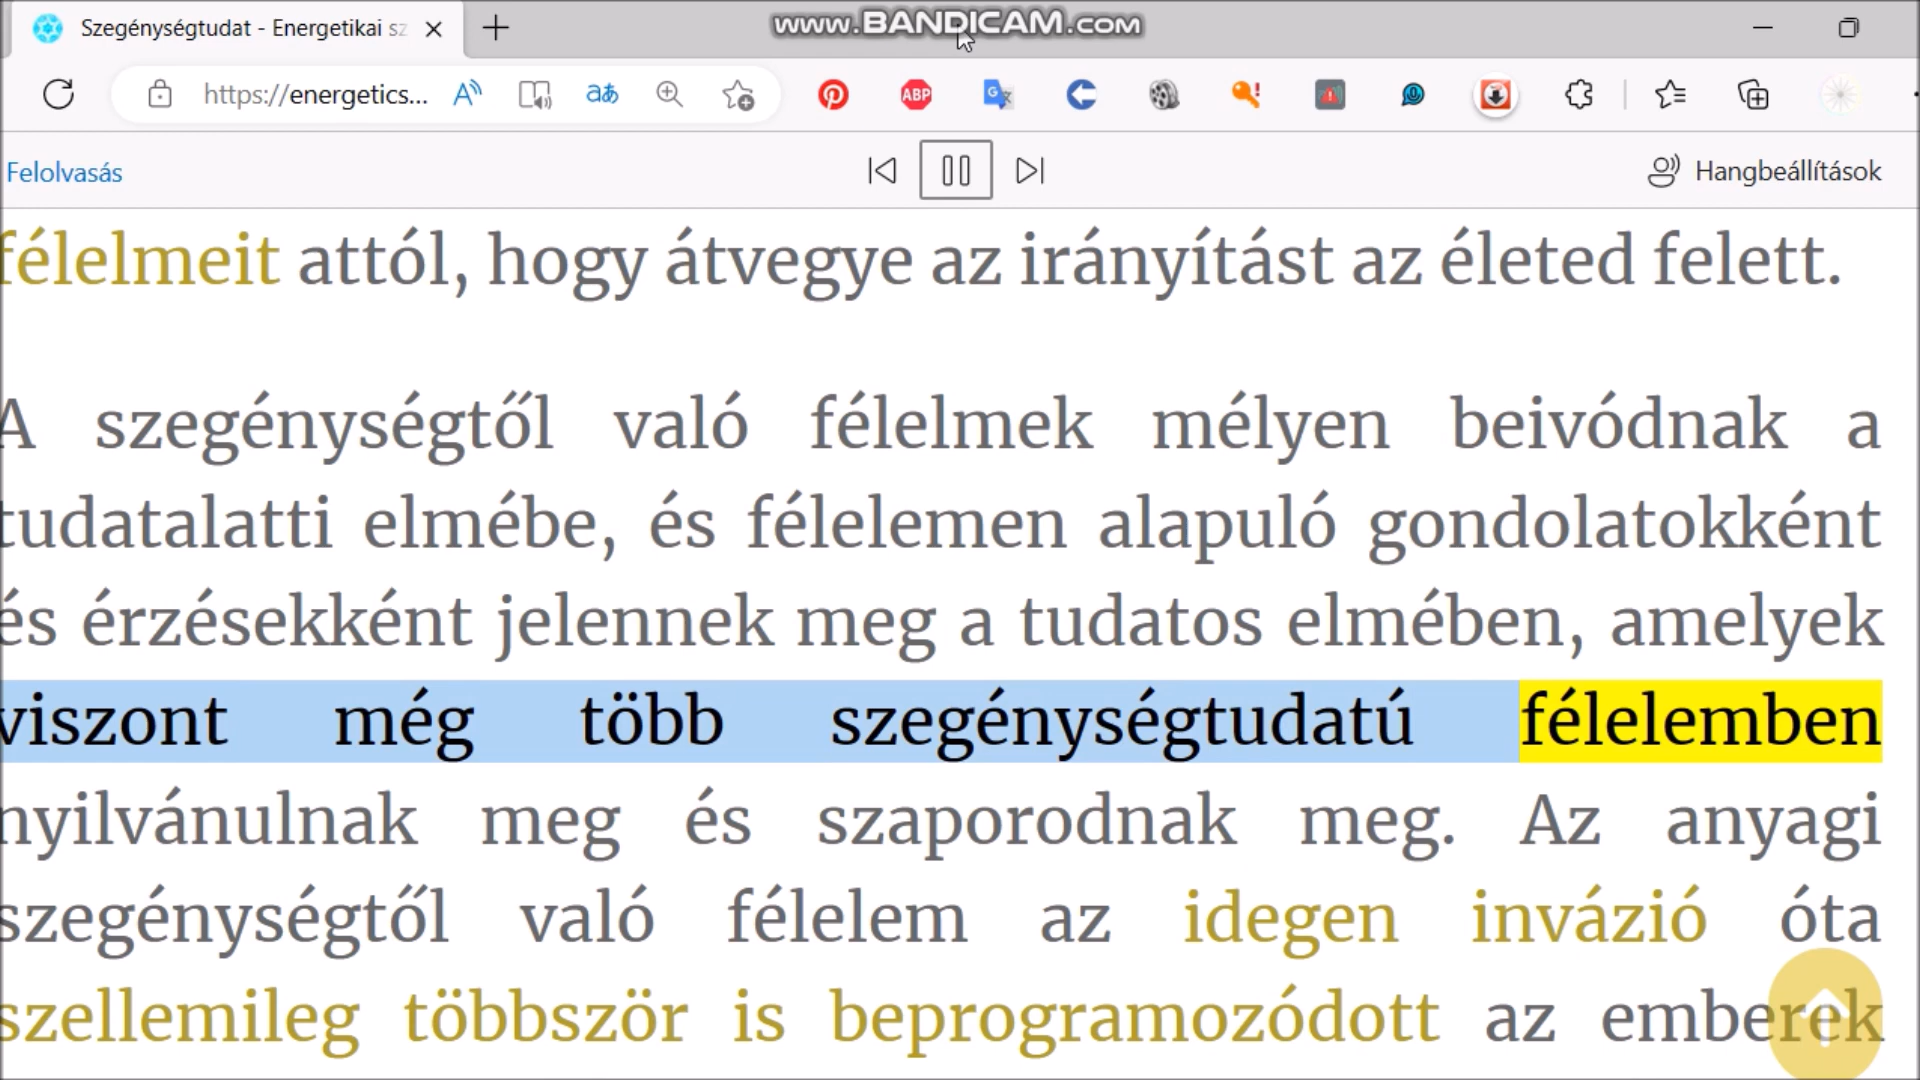 Szegénységtudat - Energetikai sz
www.BANDICAM.com
https://energetics...
aあ
ABP
Felolvasás
Hangbeállítások
félelmeit attól, hogy átvegye az irányítást az életed felett.
A szegénységtől való félelmek mélyen beivódnak a
tudatalatti elmébe, és félelemen alapuló gondolatokként
és érzésekként jelennek meg a tudatos elmében, amelyek
viszont még több szegénységtudatú félelemben
nyilvánulnak meg és szaporodnak meg. Az anyagi
szegénységtől való félelem az idegen invázió óta
szellemileg többször is beprogramozódott az emberek